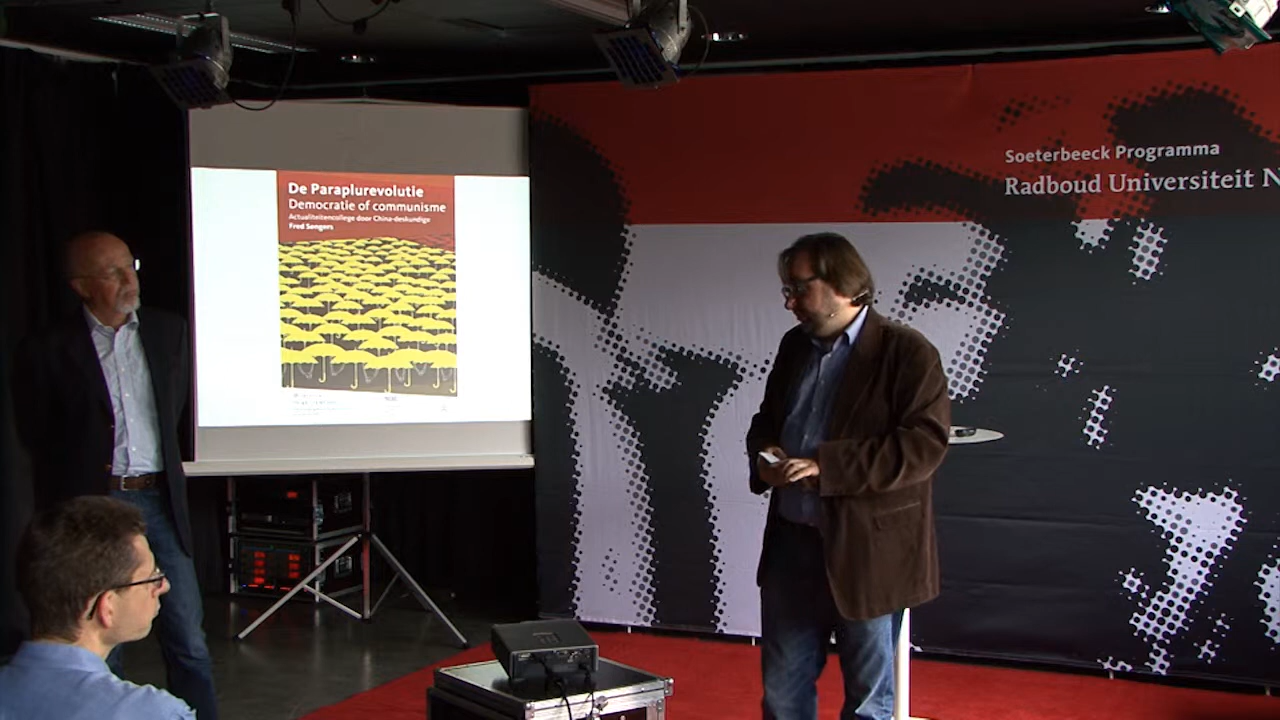 De Paraplurevolutie
Democratie of communisme
Actualiteitencollege door China-deskundige
Fred Sengers
Soeterbeeck Programma
Radboud Universiteit N